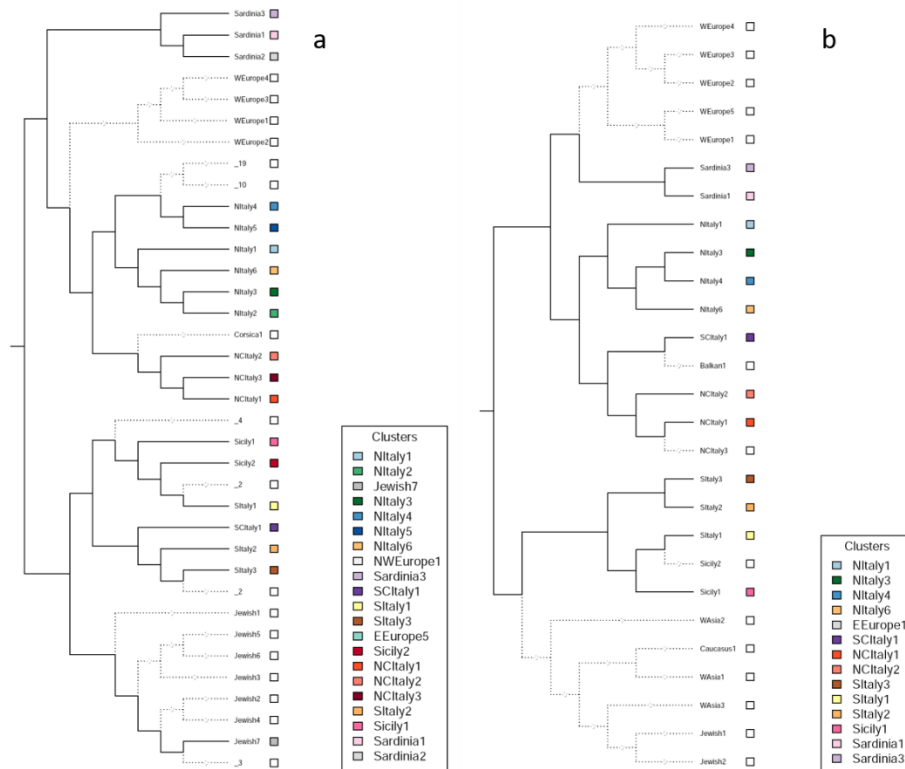 a
Sardinia3
Sardinia1
Sardinia2
WEurope4
WEurope3
WEurope1
WEurope2
_19
_10
NItaly4
NItaly5
NItaly1
NItaly6
NItaly3
NItaly2
Corsica1
NCItaly2
NCItaly3
NCItaly1
_4
Sicily1
Sicily2
_2
SItaly1
SCItaly1
SItaly2
SItaly3
_2
Jewish1
Jewish5
Jewish6
Jewish3
Jewish2
Jewish4
Jewish7
_3
Clusters
NItaly1
NItaly2
Jewish7
NItaly3
NItaly4
NItaly5
NItaly6
NWEurope1
Sardinia3
SCItaly1
SItaly1
SItaly3
EEurope5
Sicily2
NCItaly1
NCItaly2
NCItaly3
SItaly2
Sicily1
Sardinia1
Sardinia2
b
WEurope4
WEurope3
WEurope2
WEurope5
WEurope1
Sardinia3
Sardinia1
NItaly1
NItaly3
NItaly4
NItaly6
SCItaly1
Balkan1
NCItaly2
NCItaly1
NCItaly3
SItaly3
SItaly2
SItaly1
Sicily2
Sicily1
WAsia2
Caucasus1
WAsia1
WAsia3
Jewish1
Jewish2
Clusters
NItaly1
NItaly3
NItaly4
NItaly6
EEurope1
SCItaly1
NCItaly1
NCItaly2
SItaly3
SItaly1
SItaly2
Sicily1
Sardinia1
Sardinia3